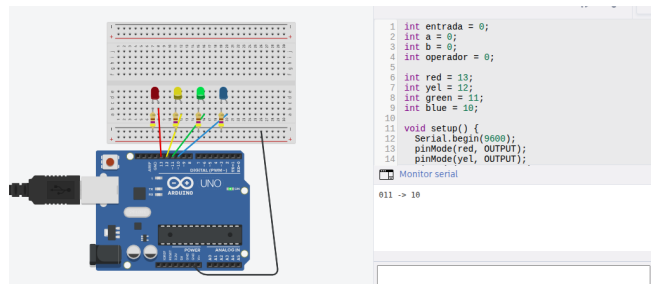 1 int entrada = 0;
2 int a = 0;
3 int b = 0;
4 int operador = 0;
5
6 int red = 13;
7 int yel = 12;
8 int green = 11;
9 int blue = 10;
10
11 void setup() {
12 Serial.begin(9600);
13 pinMode(red, OUTPUT);
14 pinMode(yel, OUTPUT);
Monitor serial
011 -> 10
DIGITAL (PWM ~)
UNO
ARDUINO
POWER
ANALOG IN